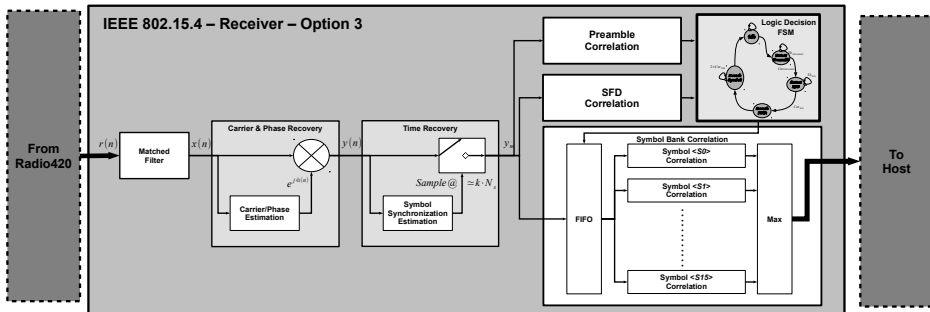 IEEE 802.15.4 – Receiver – Option 3
From
Radio420
r(n)
Matched
Filter
x(n)
Carrier & Phase Recovery
Carrier/Phase
Estimation
y(n)
Time Recovery
Sample @ ≃k·N
Symbol
Synchronization
Estimation
Preamble
Correlation
SFD
Correlation
Logic Decision
FSM
Symbol Bank Correlation
FIFO
Symbol <S0>
Correlation
Symbol <S1>
Correlation
Symbol <S15>
Correlation
Max
To
Host